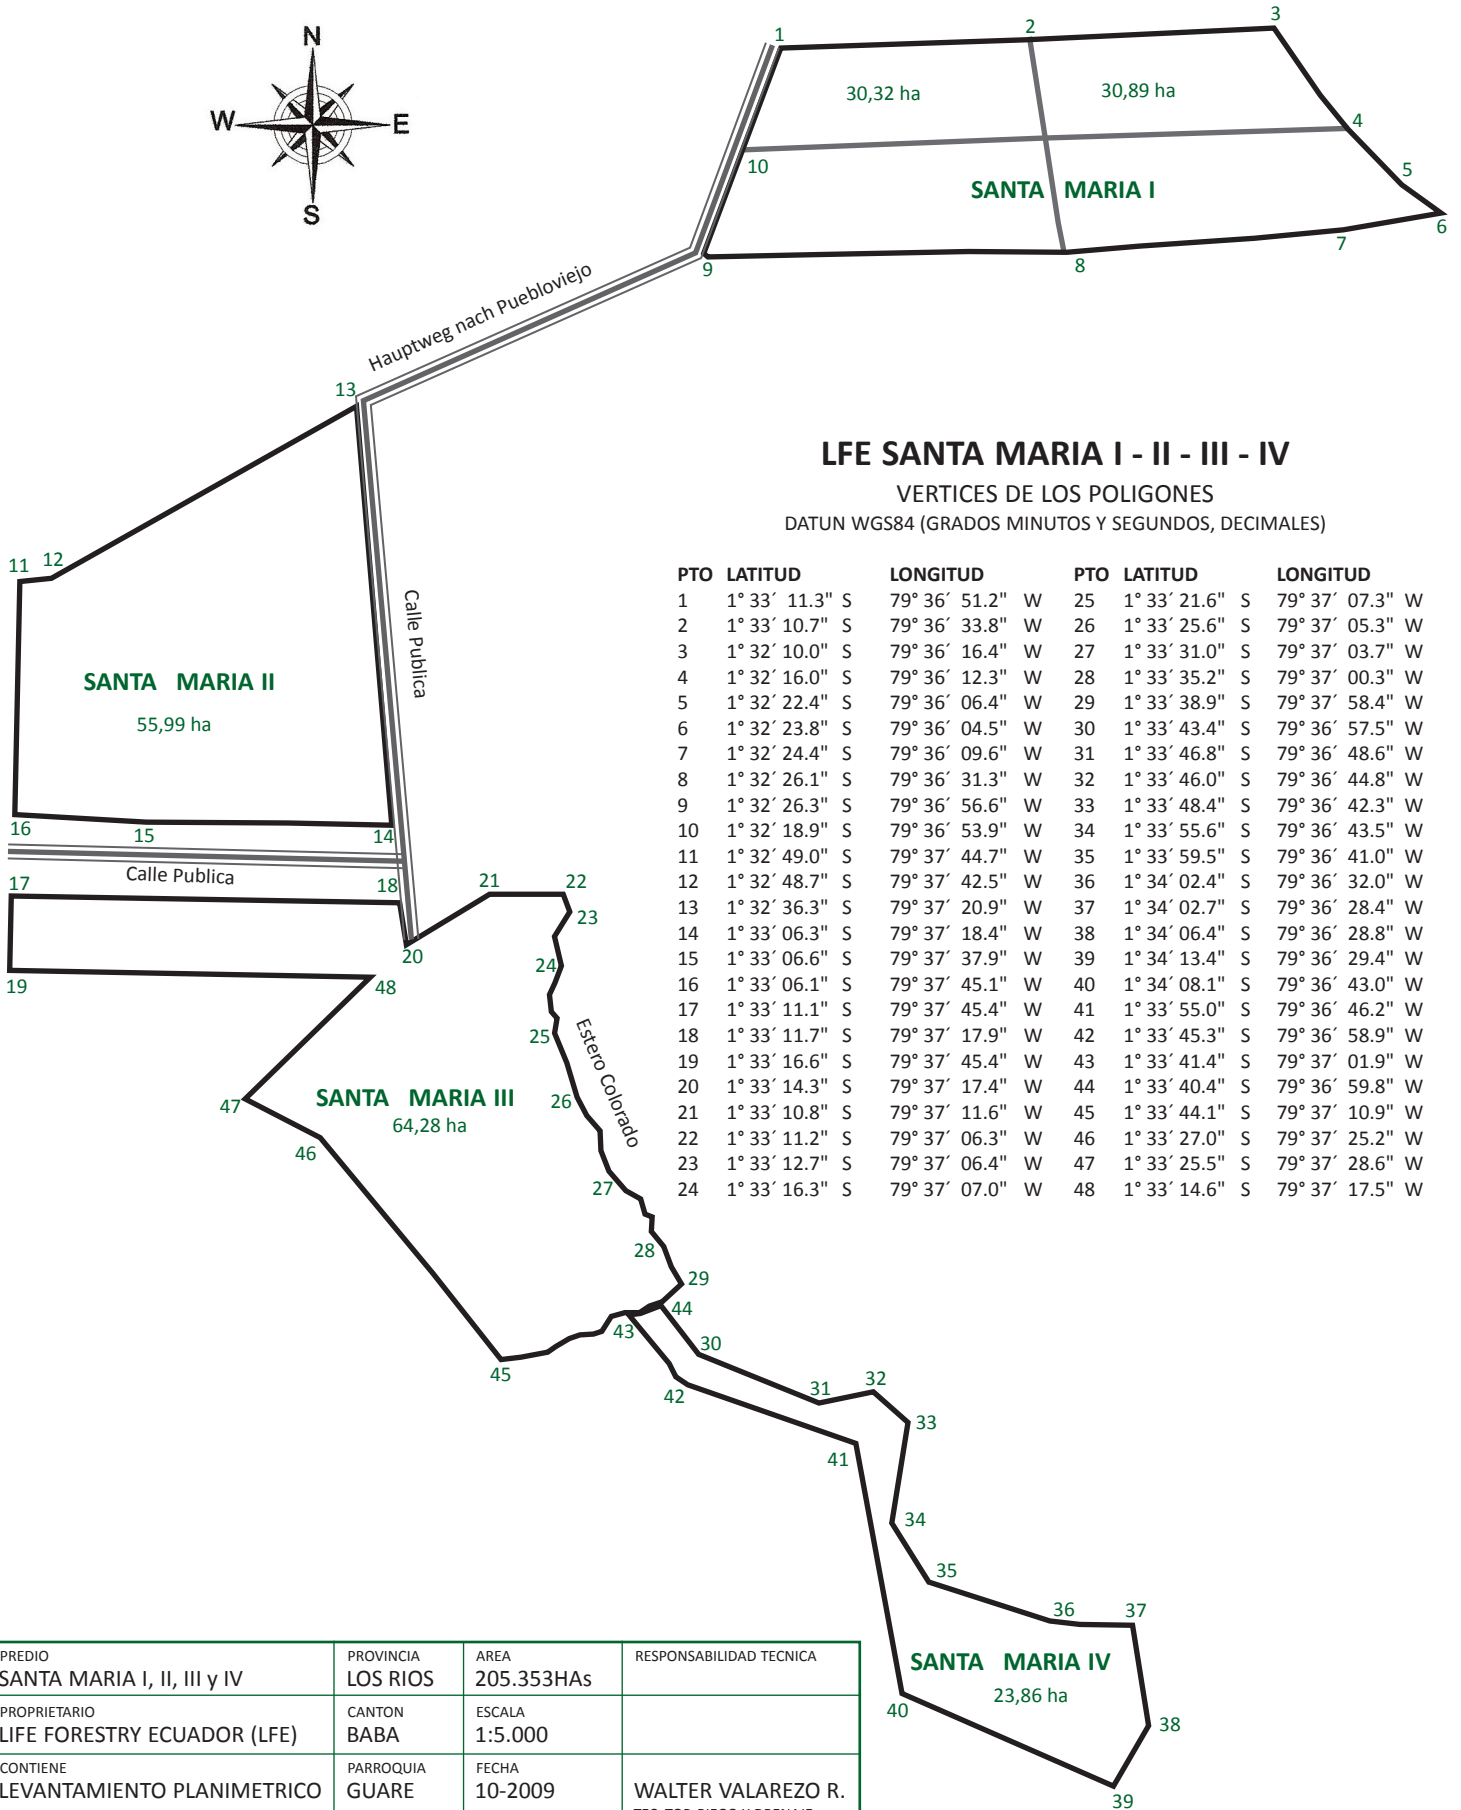 N
W E
S
1
2
3
30,32 ha
30,89 ha
4
10
5
SANTA MARIA I
6
7
8
9
Hauptweg nach Puebloviejo
13
LFE SANTA MARIA I - II - III - IV
VERTICES DE LOS POLIGONES
DATUN WGS84 (GRADOS MINUTOS Y SEGUNDOS, DECIMALES)
11 12
Calle Publica
SANTA MARIA II
55,99 ha
16
15
14
Calle Publica
17
18
21
22
23
20
24
19
48
25
Estero Colorado
47
SANTA MARIA III
64,28 ha
26
46
27
28
29
44
43
30
45
42
31
32
33
41
34
35
36
37
SANTA MARIA IV
23,86 ha
40
38
39
PTO LATITUD LONGITUD PTO LATITUD LONGITUD
1 1° 33´ 11.3" S 79° 36´ 51.2" W 25 1° 33´ 21.6" S 79° 37´ 07.3" W
2 1° 33´ 10.7" S 79° 36´ 33.8" W 26 1° 33´ 25.6" S 79° 37´ 05.3" W
3 1° 32´ 10.0" S 79° 36´ 16.4" W 27 1° 33´ 31.0" S 79° 37´ 03.7" W
4 1° 32´ 16.0" S 79° 36´ 12.3" W 28 1° 33´ 35.2" S 79° 37´ 00.3" W
5 1° 32´ 22.4" S 79° 36´ 06.4" W 29 1° 33´ 38.9" S 79° 37´ 58.4" W
6 1° 32´ 23.8" S 79° 36´ 04.5" W 30 1° 33´ 43.4" S 79° 36´ 57.5" W
7 1° 32´ 24.4" S 79° 36´ 09.6" W 31 1° 33´ 46.8" S 79° 36´ 48.6" W
8 1° 32´ 26.1" S 79° 36´ 31.3" W 32 1° 33´ 46.0" S 79° 36´ 44.8" W
9 1° 32´ 26.3" S 79° 36´ 56.6" W 33 1° 33´ 48.4" S 79° 36´ 42.3" W
10 1° 32´ 18.9" S 79° 36´ 53.9" W 34 1° 33´ 55.6" S 79° 36´ 43.5" W
11 1° 32´ 49.0" S 79° 37´ 44.7" W 35 1° 33´ 59.5" S 79° 36´ 41.0" W
12 1° 32´ 48.7" S 79° 37´ 42.5" W 36 1° 34´ 02.4" S 79° 36´ 32.0" W
13 1° 32´ 36.3" S 79° 37´ 20.9" W 37 1° 34´ 02.7" S 79° 36´ 28.4" W
14 1° 33´ 06.3" S 79° 37´ 18.4" W 38 1° 34´ 06.4" S 79° 36´ 28.8" W
15 1° 33´ 06.6" S 79° 37´ 37.9" W 39 1° 34´ 13.4" S 79° 36´ 29.4" W
16 1° 33´ 06.1" S 79° 37´ 45.1" W 40 1° 34´ 08.1" S 79° 36´ 43.0" W
17 1° 33´ 11.1" S 79° 37´ 45.4" W 41 1° 33´ 55.0" S 79° 36´ 46.2" W
18 1° 33´ 11.7" S 79° 37´ 17.9" W 42 1° 33´ 45.3" S 79° 36´ 58.9" W
19 1° 33´ 16.6" S 79° 37´ 45.4" W 43 1° 33´ 41.4" S 79° 37´ 01.9" W
20 1° 33´ 14.3" S 79° 37´ 17.4" W 44 1° 33´ 40.4" S 79° 36´ 59.8" W
21 1° 33´ 10.8" S 79° 37´ 11.6" W 45 1° 33´ 44.1" S 79° 37´ 10.9" W
22 1° 33´ 11.2" S 79° 37´ 06.3" W 46 1° 33´ 27.0" S 79° 37´ 25.2" W
23 1° 33´ 12.7" S 79° 37´ 06.4" W 47 1° 33´ 25.5" S 79° 37´ 28.6" W
24 1° 33´ 16.3" S 79° 37´ 07.0" W 48 1° 33´ 14.6" S 79° 37´ 17.5" W
PREDIO PROVINCIA AREA RESPONSABILIDAD TECNICA
SANTA MARIA I, II, III y IV LOS RIOS 205.353HAs
PROPRIETARIO CANTON ESCALA
LIFE FORESTRY ECUADOR (LFE) BABA 1:5.000
CONTIENE PARROQUIA FECHA
LEVANTAMIENTO PLANIMETRICO GUARE 10-2009 WALTER VALAREZO R.